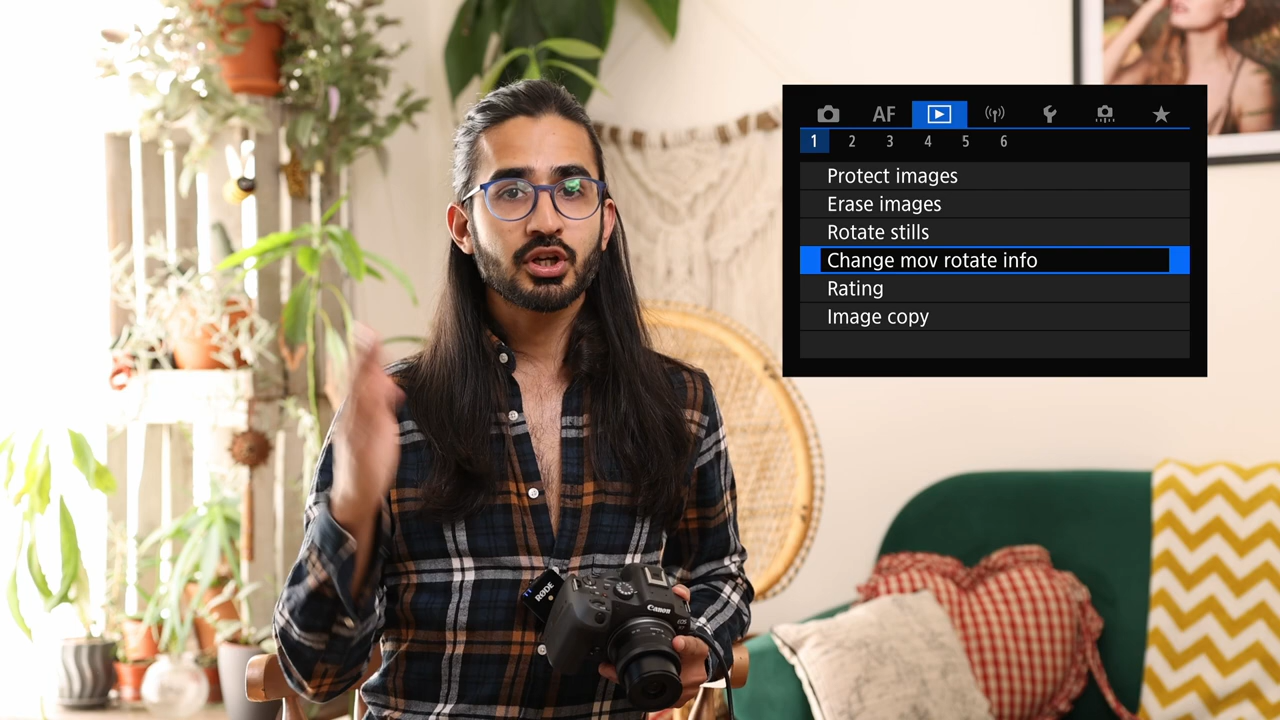 AF
1 2 3 4 5 6
Protect images
Erase images
Rotate stills
Change mov rotate info
Rating
Image copy
RØDE
Canon
EOS